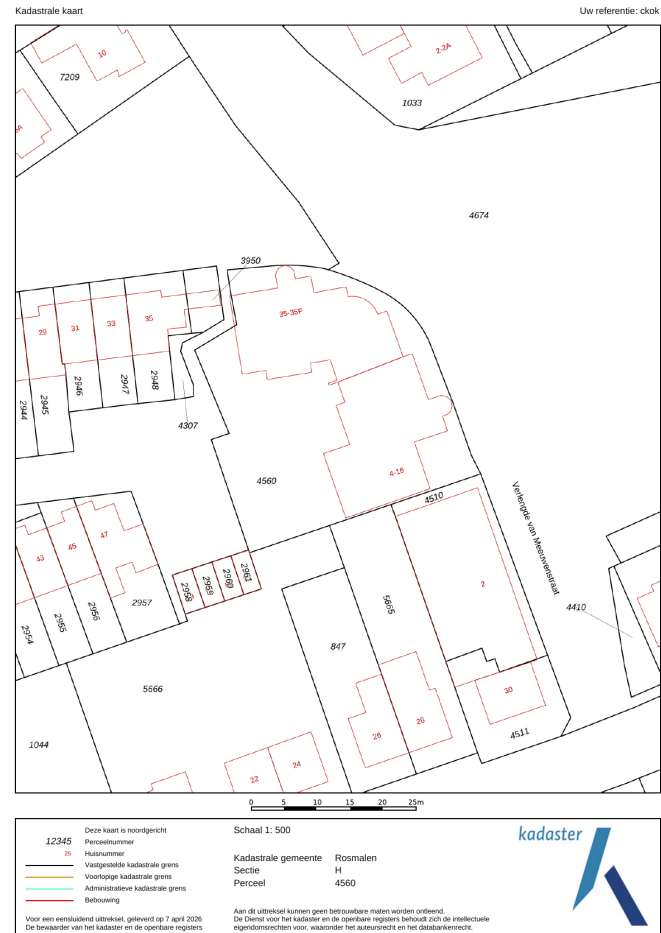 Kadastrale kaart
Uw referentie: ckok
10
7209
2-2A
1033
4674
3950
35-35F
29
31
33
35
2944
2945
2946
2947
2948
4307
4560
4-16
4510
Verlengde van Meeuwenstraat
43
45
47
2954
2955
2956
2957
2958
2959
2960
2961
5665
2
4410
847
5666
30
26
28
4511
1044
22
24
0 5 10 15 20 25m
Deze kaart is noordgericht
12345 Perceelnummer
25 Huisnummer
Vastgestelde kadastrale grens
Voorlopige kadastrale grens
Administratieve kadastrale grens
Bebouwing
Voor een eensluidend uittreksel, geleverd op 7 april 2026
De bewaarder van het kadaster en de openbare registers
Schaal 1: 500
Kadastrale gemeente Rosmalen
Sectie H
Perceel 4560
Aan dit uittreksel kunnen geen betrouwbare maten worden ontleend.
De Dienst voor het kadaster en de openbare registers behoudt zich de intellectuele
eigendomsrechten voor, waaronder het auteursrecht en het databankenrecht.
kadaster